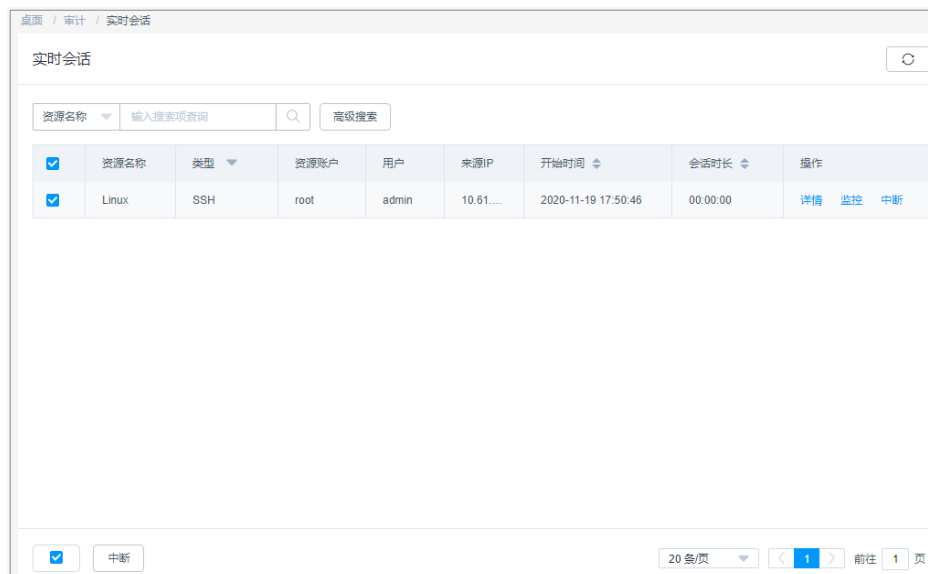 桌面 / 审计 / 实时会话
实时会话
资源名称 输入搜索项查询 高级搜索
资源名称 类型 资源账户 用户 来源IP 开始时间 会话时长 操作
Linux SSH root admin 10.61.... 2020-11-19 17:50:46 00:00:00 详情 监控 中断
中断 20 条/页 1 前往 1 页